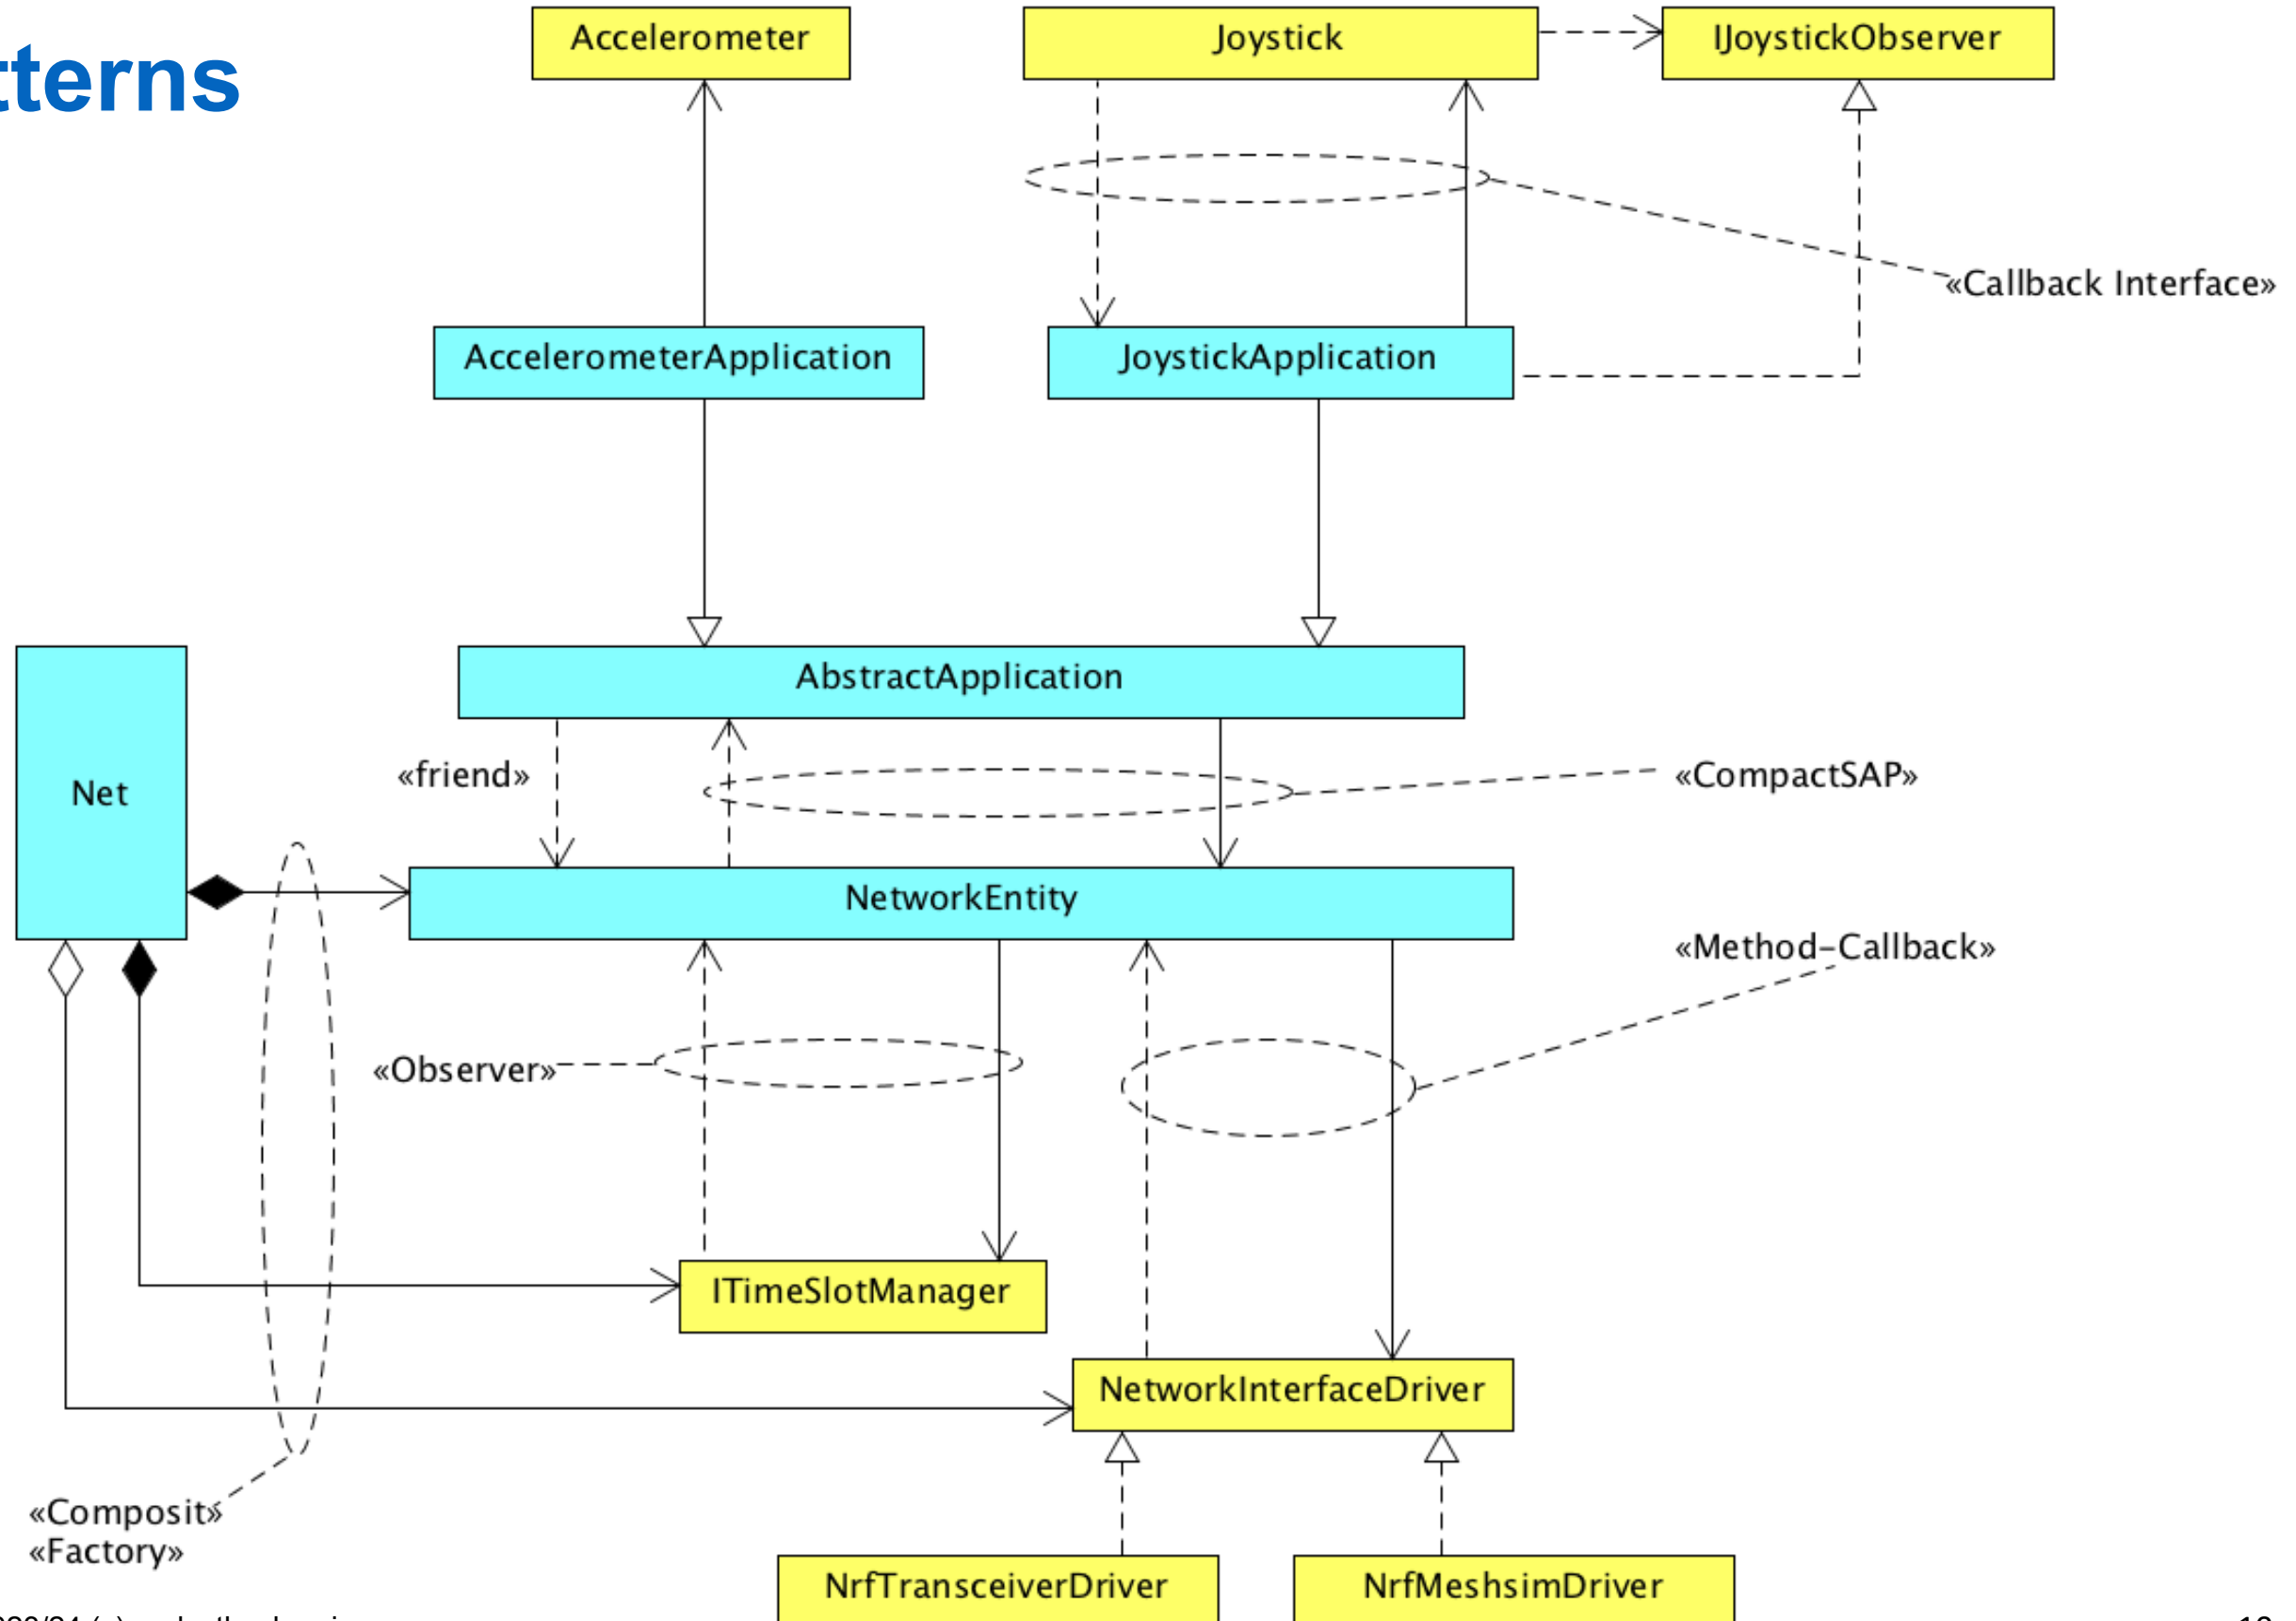 tterns
Accelerometer
Joystick
IJoystickObserver
«Callback Interface»
AccelerometerApplication
JoystickApplication
AbstractApplication
«friend»
«CompactSAP»
Net
NetworkEntity
«Method-Callback»
«Observer»
ITimeSlotManager
NetworkInterfaceDriver
«Composit»
«Factory»
NrfTransceiverDriver
NrfMeshsimDriver